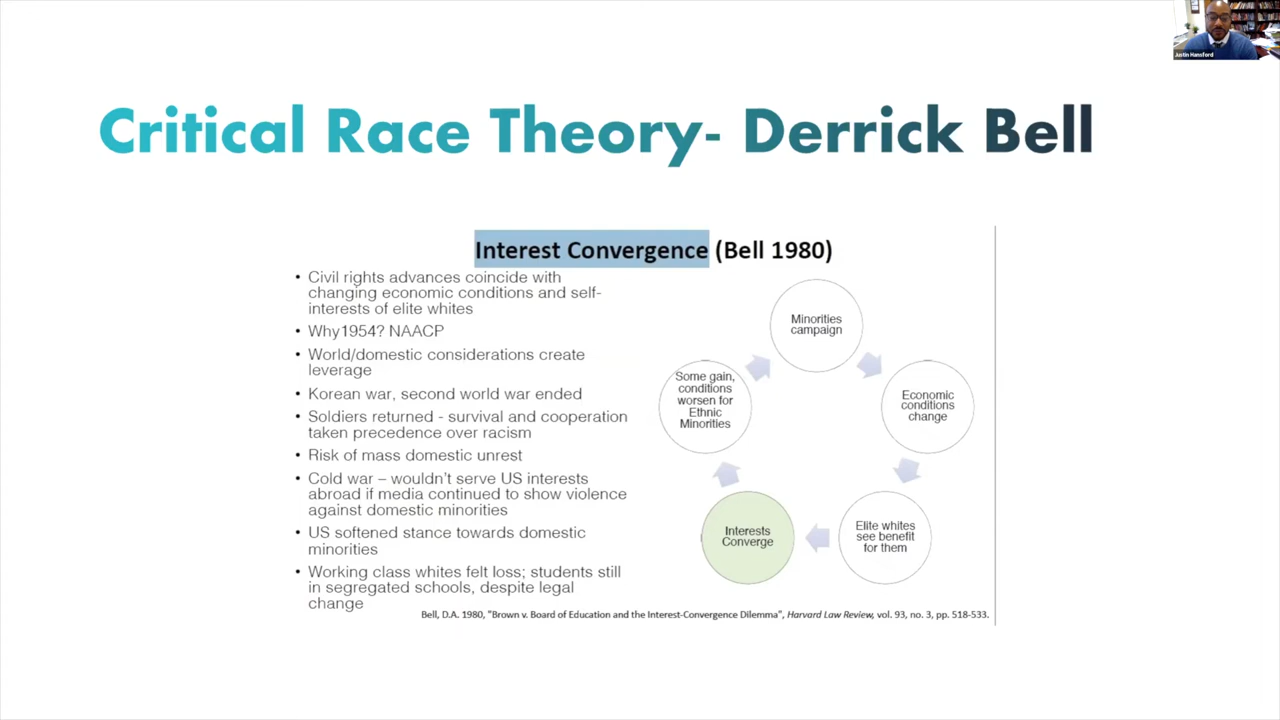 Justin Hansford
Critical Race Theory- Derrick Bell
Interest Convergence (Bell 1980)
• Civil rights advances coincide with
changing economic conditions and self-
interests of elite whites
• Why1954? NAACP
• World/domestic considerations create
leverage
• Korean war, second world war ended
• Soldiers returned - survival and cooperation
taken precedence over racism
• Risk of mass domestic unrest
• Cold war – wouldn't serve US interests
abroad if media continued to show violence
against domestic minorities
• US softened stance towards domestic
minorities
• Working class whites felt loss; students still
in segregated schools, despite legal
change
Minorities
campaign
Economic
conditions
change
Elite whites
see benefit
for them
Interests
Converge
Some gain,
conditions
worsen for
Ethnic
Minorities
Bell, D.A. 1980, "Brown v. Board of Education and the Interest-Convergence Dilemma", Harvard Law Review, vol. 93, no. 3, pp. 518-533.